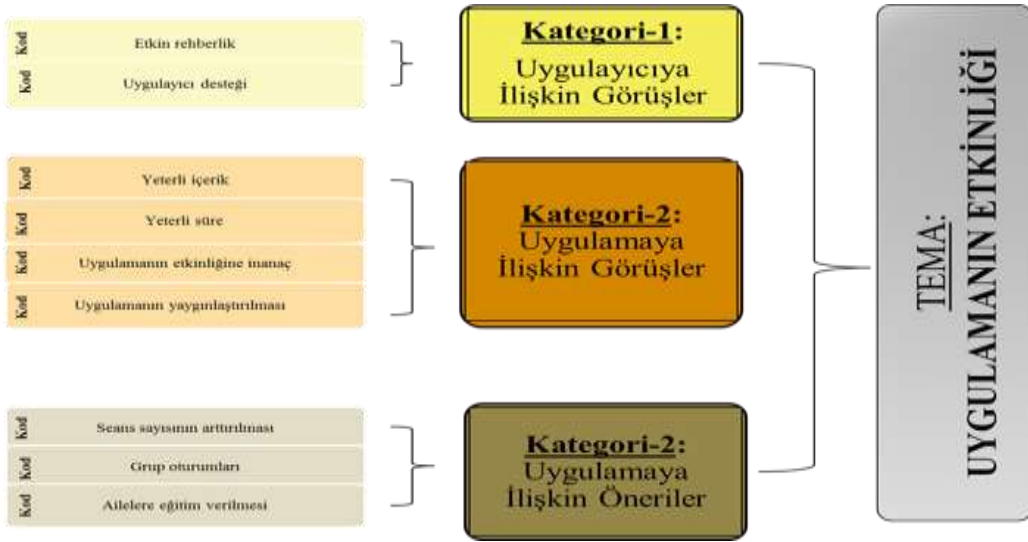 Kod
Etkin rehberlik
Kod
Uygulayıcı desteği
Kategori-1:
Uygulayıcıya
İlişkin Görüşler
Kod
Yeterli içerik
Kod
Yeterli süre
Kod
Uygulamanın etkinliğine inanaç
Kod
Uygulamanın yaygınlaştırılması
Kategori-2:
Uygulamaya
İlişkin Görüşler
Kod
Seans sayısının arttırılması
Kod
Grup oturumları
Kod
Ailelere eğitim verilmesi
Kategori-2:
Uygulamaya
İlişkin Öneriler
TEMA:
UYGULAMANIN ETKİNLİĞİ